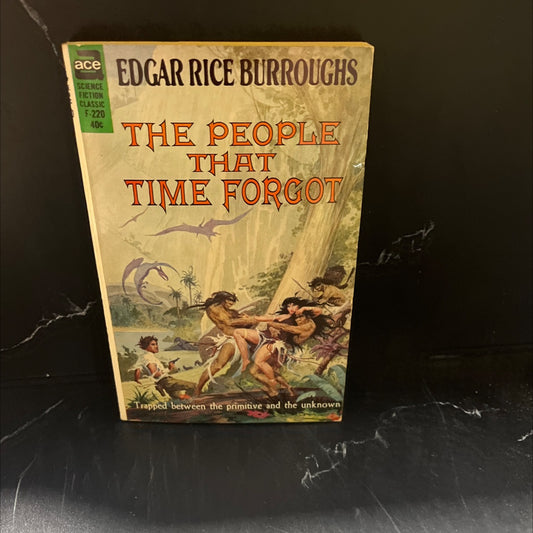 ace
SCIENCE
FICTION
CLASSIC
F-220
40¢
EDGAR RICE BURROUGHS
THE PEOPLE
THAT
TIME FORGOT
Trapped between the primitive and the unknown